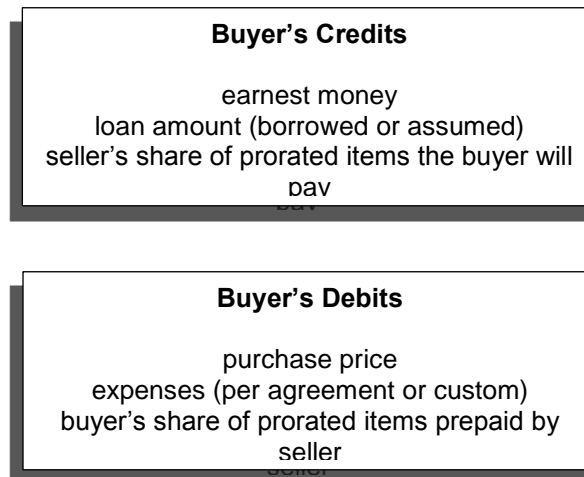 Buyer’s Credits
earnest money
loan amount (borrowed or assumed)
seller’s share of prorated items the buyer will
pay
Buyer’s Debits
purchase price
expenses (per agreement or custom)
buyer’s share of prorated items prepaid by
seller